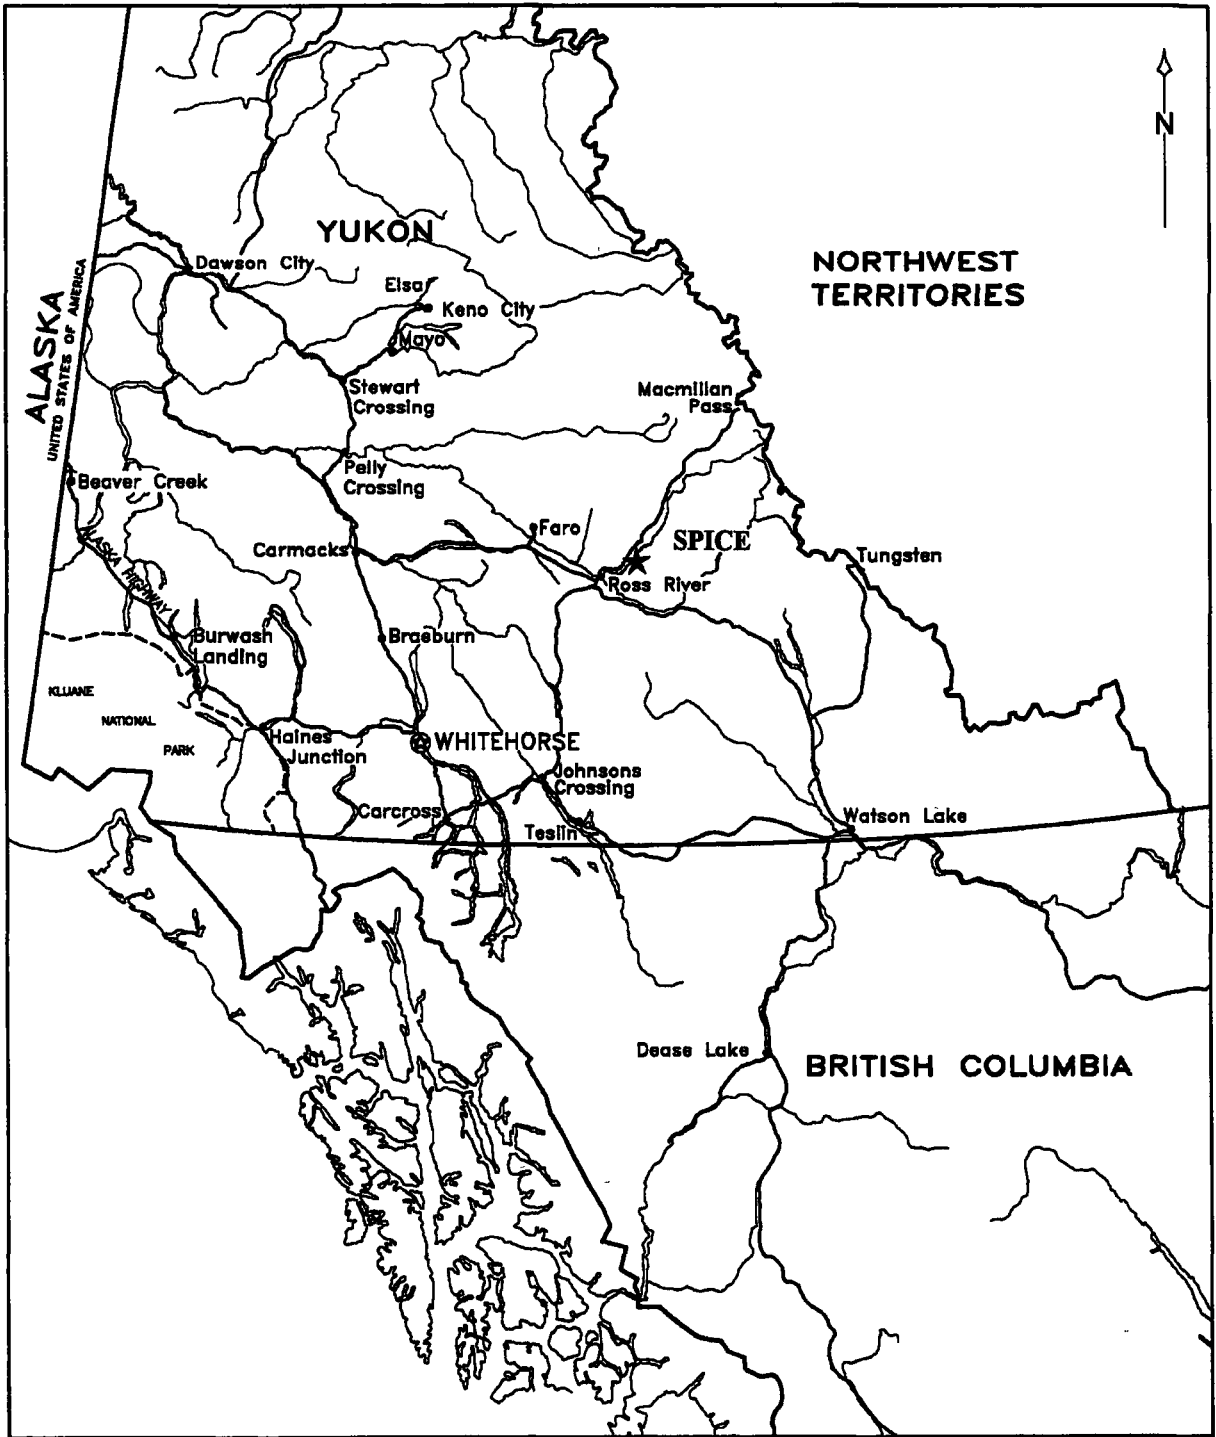 N
YUKON
NORTHWEST
TERRITORIES
Dawson City
Elsa
Keno City
Mayo
ALASKA
UNITED STATES OF AMERICA
Stewart
Crossing
Macmillan
Pass
Pelly
Crossing
Beaver Creek
Faro
SPICE
ALASKA HIGHWAY
Carmacks
Tungsten
Ross River
Burwash
Landing
Braeburn
KLUANE
NATIONAL
PARK
Haines
Junction
WHITEHORSE
Johnsons
Crossing
Carcross
Teslin
Watson Lake
Dease Lake
BRITISH COLUMBIA